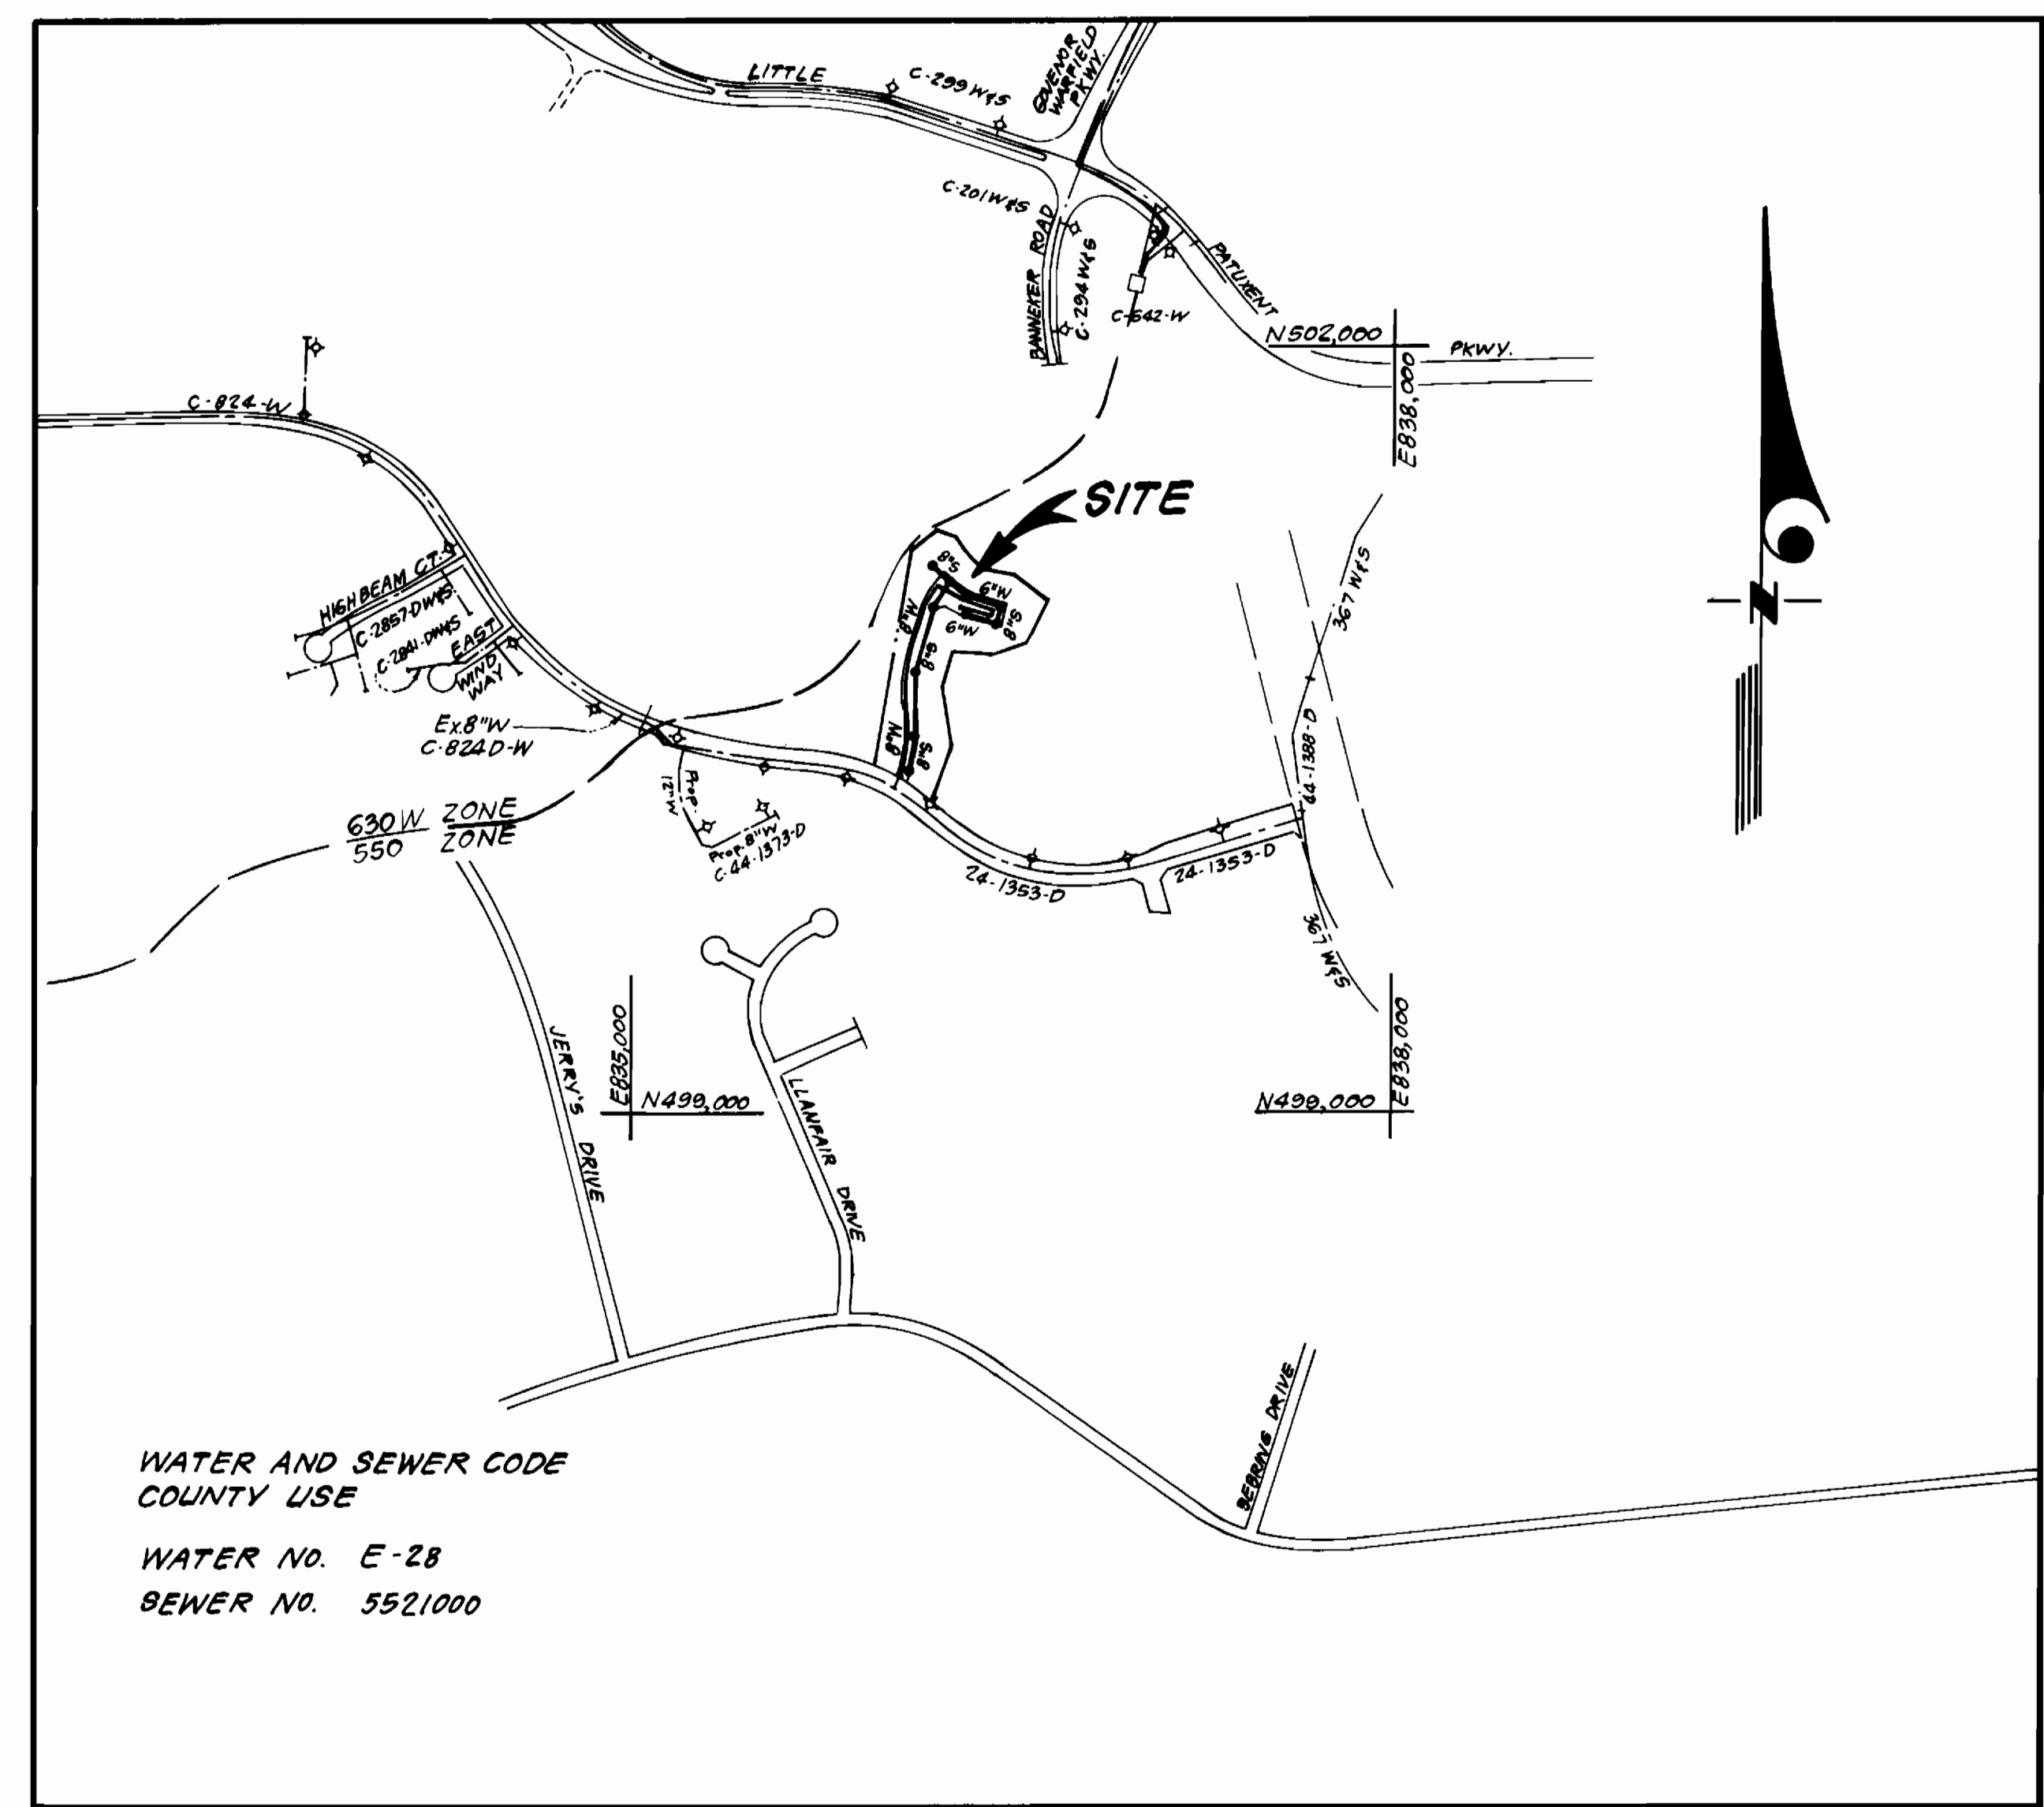 LITTLE
C-299 W&S
GOVENOR
WARFIELD
PKWY.
C-201 W&S
BANNEKER ROAD
C-294 W&S
PATUXENT
C-642-W
N502,000
PKWY.
E838,000
C-824-W
SITE
8"S
6"W
8"W
6"W
8"S
8"S
8"W
8"S
367 W&S
HIGHBEAM CT.
C-2857-DW&S
C-2841-DW&S
EAST
WIND
WAY
Ex.8"W
C-824D-W
Prop.
12"W
44-1388-D
630W ZONE
550 ZONE
Prop. 8"W
C-44-1373-D
24-1353-D
24-1353-D
367 W&S
JERRY'S DRIVE
E835,000
N499,000
LLANFAIR DRIVE
E838,000
N499,000
N
BEBRING DRIVE
WATER AND SEWER CODE
COUNTY USE
WATER NO. E-28
SEWER NO. 5521000